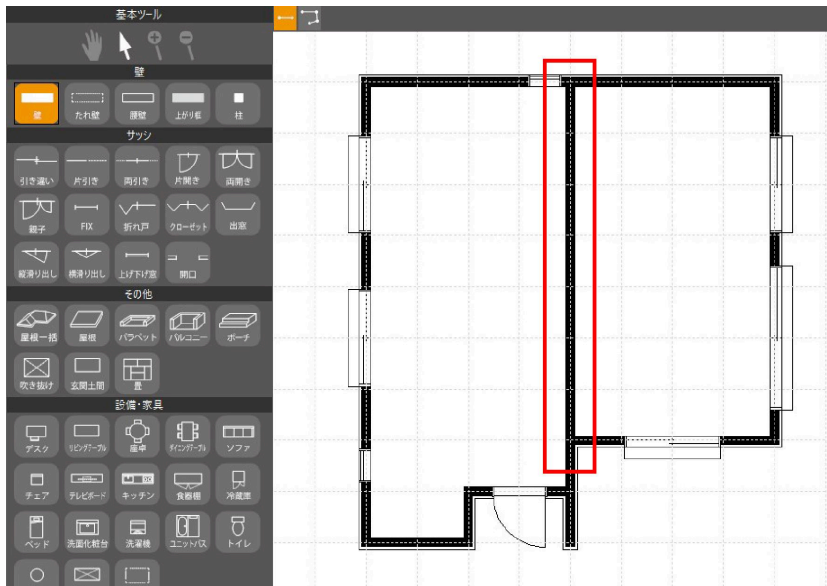 基本ツール
壁
壁 たれ壁 腰壁 上がり框 柱
サッシ
引き違い 片引き 両引き 片開き 両開き
親子 FIX 折れ戸 クローゼット 出窓
縦滑り出し 横滑り出し 上げ下げ窓 開口
その他
屋根一括 屋根 パラペット バルコニー ポーチ
吹き抜け 玄関土間 畳
設備・家具
デスク リビングテーブル 座卓 ダイニングテーブル ソファ
チェア テレビボード キッチン 食器棚 冷蔵庫
ベッド 洗面化粧台 洗濯機 ユニットバス トイレ